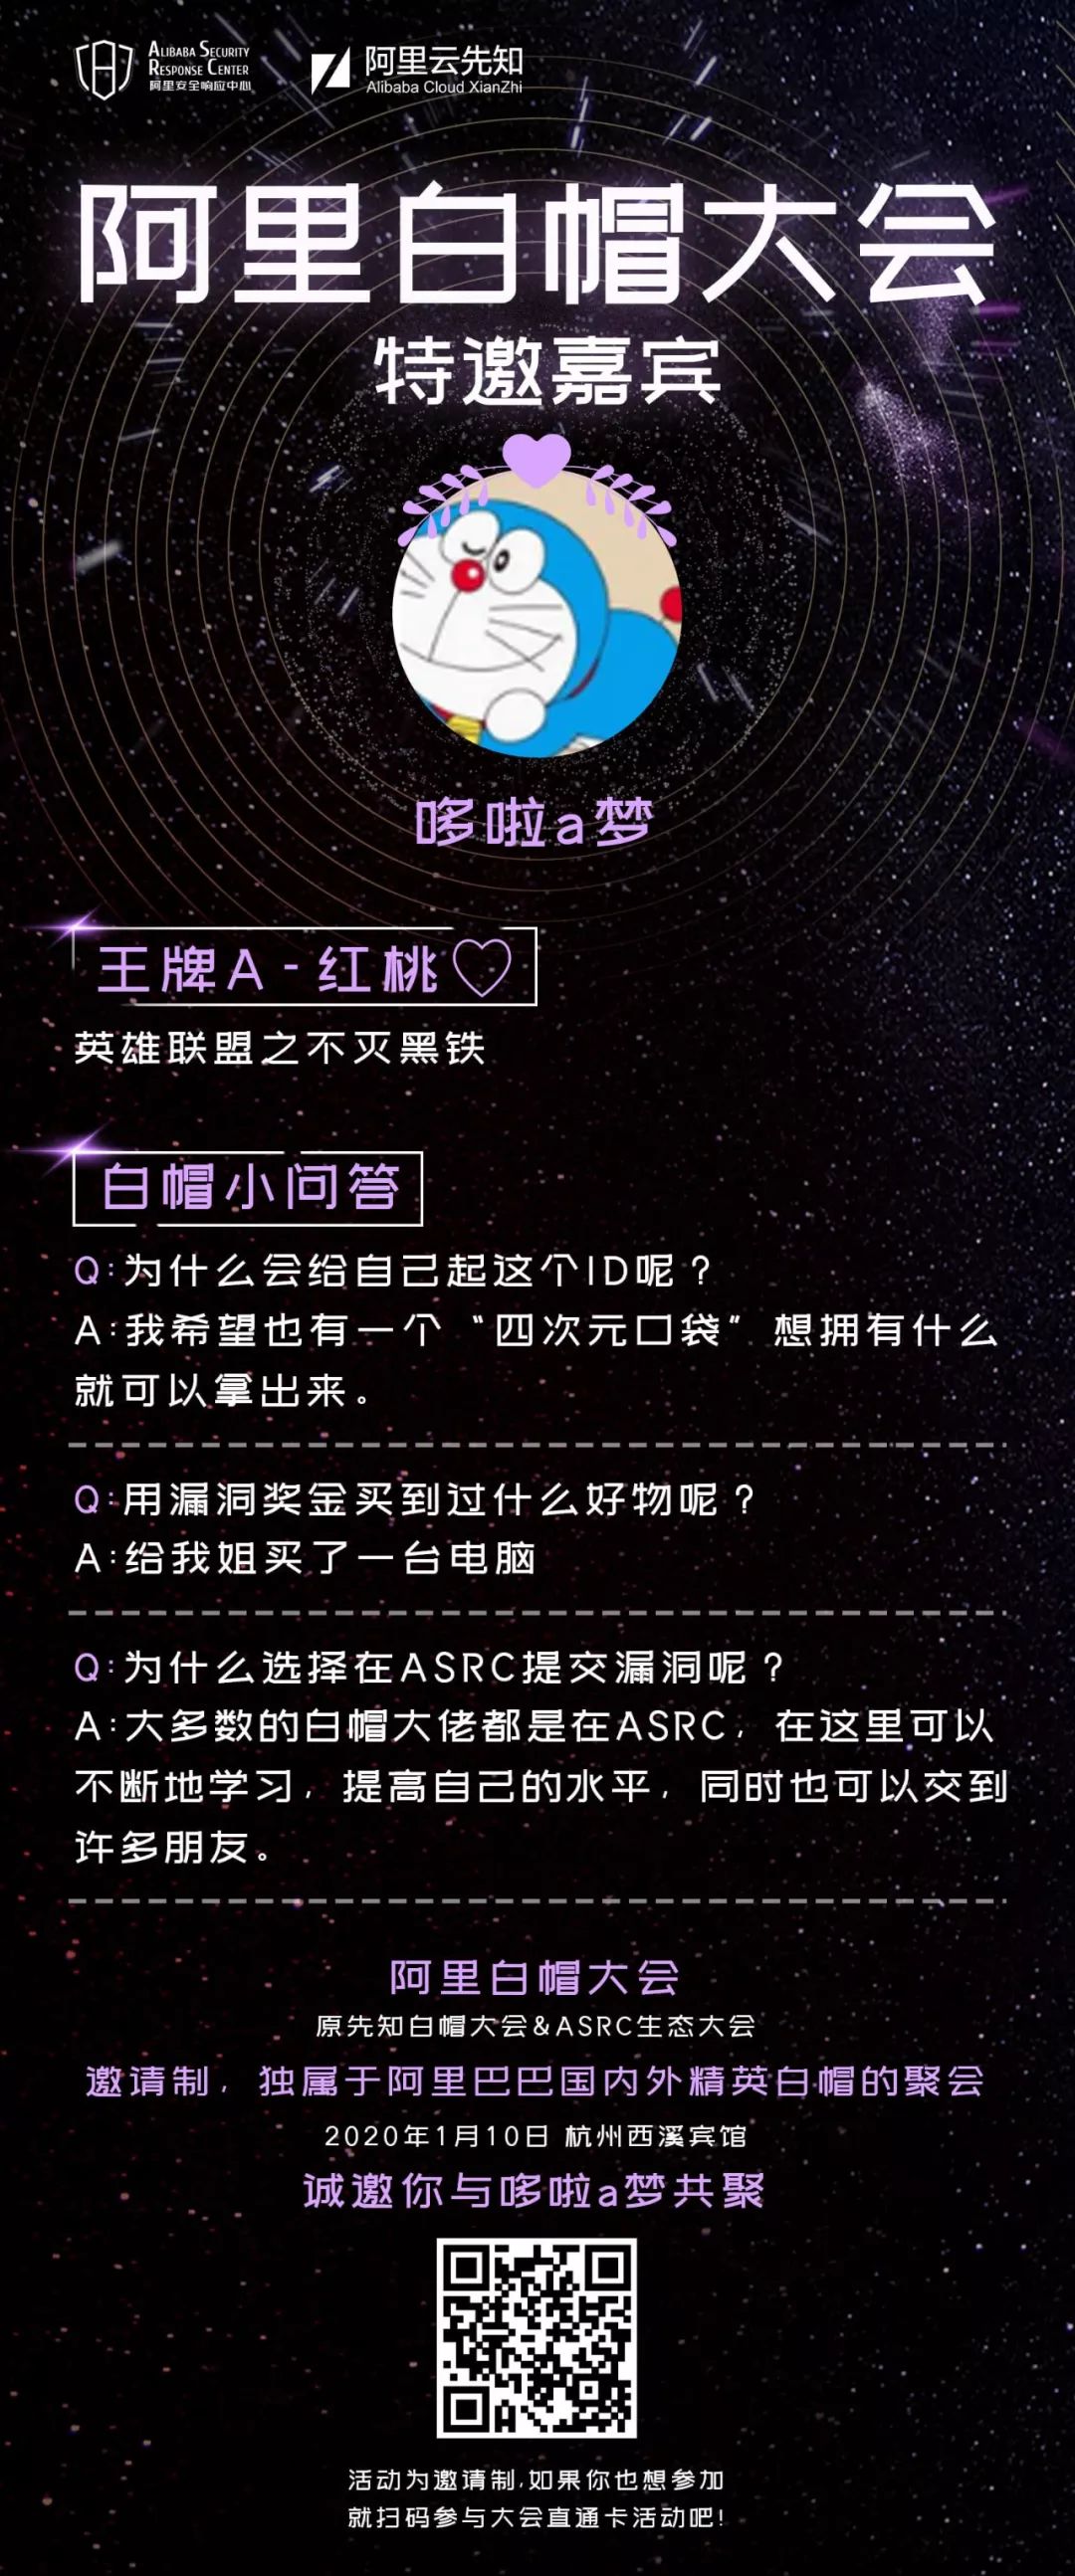 ALIBABA SECURITY
RESPONSE CENTER
阿里安全响应中心
阿里云先知
Alibaba Cloud XianZhi
阿里白帽大会
特邀嘉宾
哆啦a梦
王牌A-红桃♡
英雄联盟之不灭黑铁
白帽小问答
Q:为什么会给自己起这个ID呢？
A:我希望也有一个“四次元口袋”想拥有什么
就可以拿出来。
Q:用漏洞奖金买到过什么好物呢？
A:给我姐买了一台电脑
Q:为什么选择在ASRC提交漏洞呢？
A:大多数的白帽大佬都是在ASRC，在这里可以
不断地学习，提高自己的水平，同时也可以交到
许多朋友。
阿里白帽大会
原先知白帽大会&ASRC生态大会
邀请制，独属于阿里巴巴国内外精英白帽的聚会
2020年1月10日 杭州西溪宾馆
诚邀你与哆啦a梦共聚
活动为邀请制,如果你也想参加
就扫码参与大会直通卡活动吧!